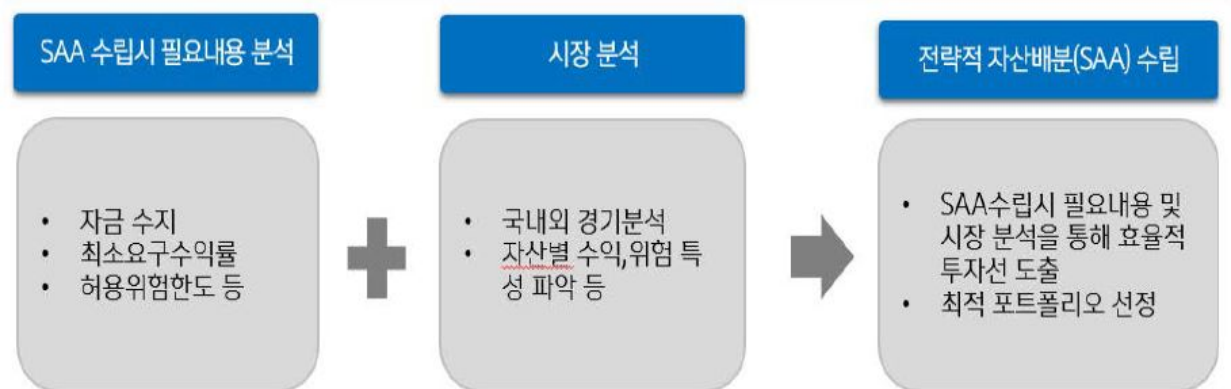 SAA 수립시 필요내용 분석
• 자금 수지
• 최소요구수익률
• 허용위험한도 등
시장 분석
• 국내외 경기분석
• 자산별 수익,위험 특
성 파악 등
전략적 자산배분(SAA) 수립
• SAA수립시 필요내용 및
시장 분석을 통해 효율적
투자선 도출
• 최적 포트폴리오 선정